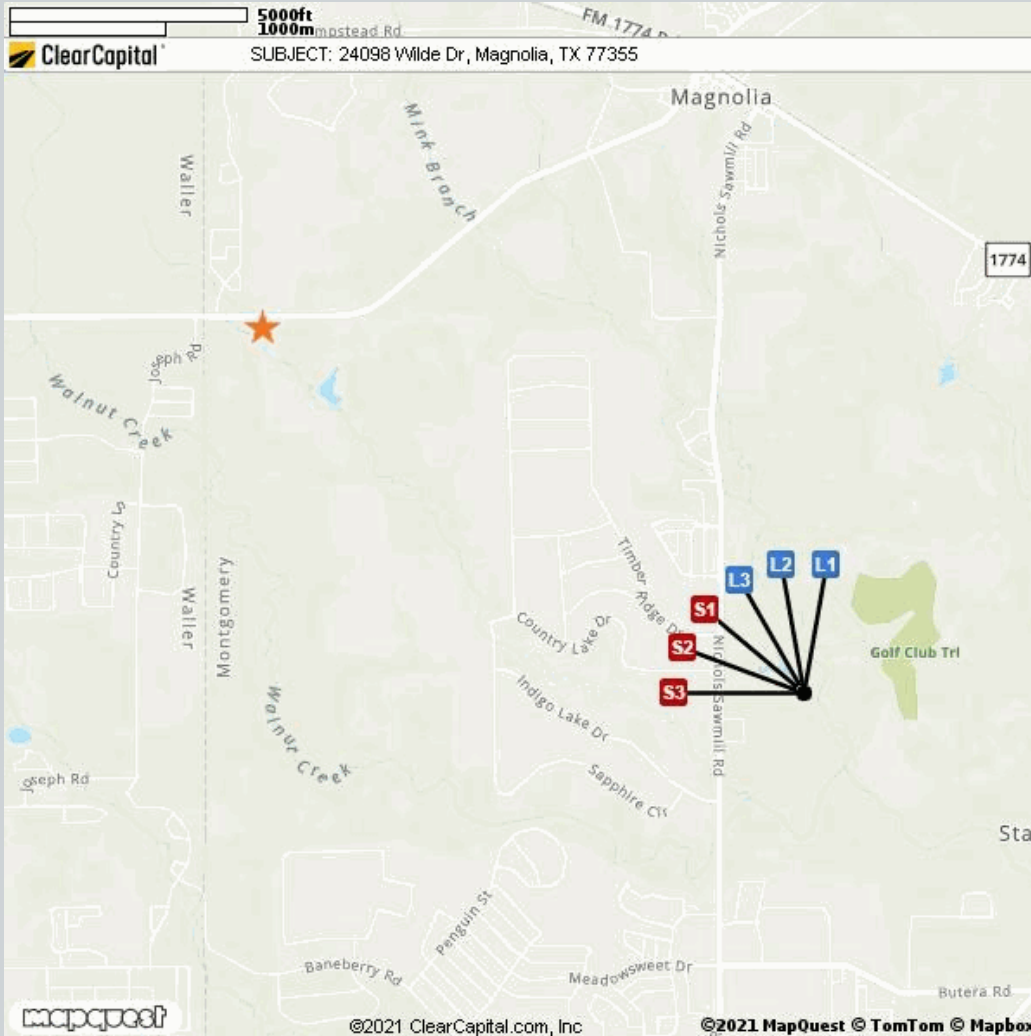 5000ft
1000m
mpstead Rd
FM 1774
ClearCapital
SUBJECT: 24098 Wilde Dr, Magnolia, TX 77355
Magnolia
Mink Branch
Waller
Nichols Sawmill Rd
1774
Joseph Rd
Walnut Creek
Country L
Timber Ridge Dr
L3
L2
L1
S1
S2
S3
Waller
Montgomery
Country Lake Dr
Golf Club Trl
Nichols Sawmill Rd
Indigo Lake Dr
Walnut Creek
Joseph Rd
Sapphire Cir
Sta
Penguin St
Baneberry Rd
Meadowsweet Dr
Butera Rd
mapquest
©2021 ClearCapital.com, Inc
©2021 MapQuest © TomTom © Mapbox